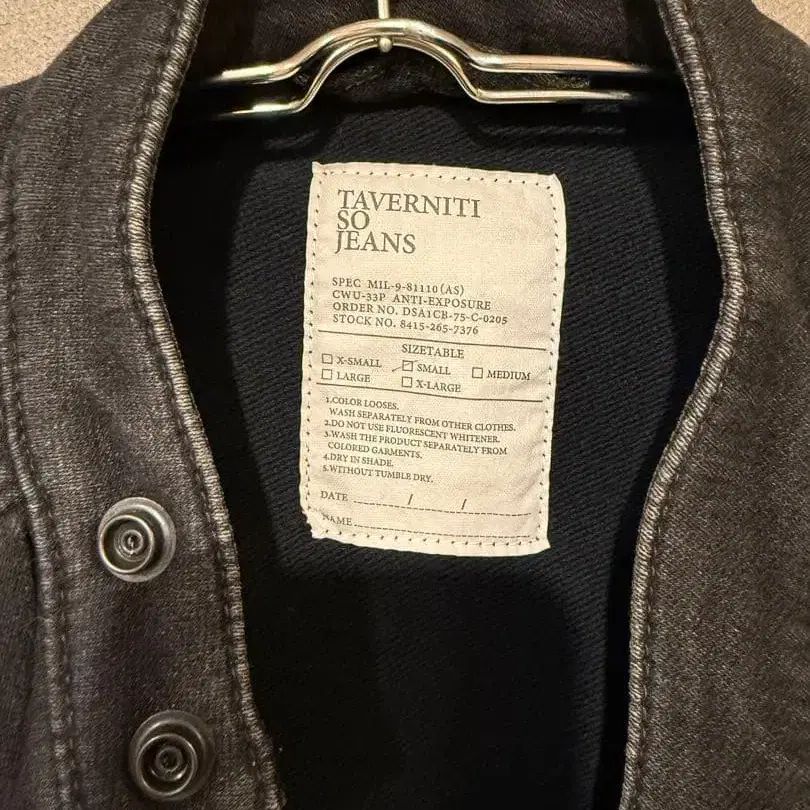 TAVERNITI
SO
JEANS
SPEC MIL-9-81110(AS)
CWU-33P ANTI-EXPOSURE
ORDER NO. DSA1CB-75-C-0205
STOCK NO. 8415-265-7376
SIZETABLE
X-SMALL SMALL MEDIUM
LARGE X-LARGE
1.COLOR LOOSES.
WASH SEPARATELY FROM OTHER CLOTHES.
2.DO NOT USE FLUORESCENT WHITENER.
3.WASH THE PRODUCT SEPARATELY FROM
COLORED GARMENTS.
4.DRY IN SHADE.
5.WITHOUT TUMBLE DRY.
DATE / /
NAME